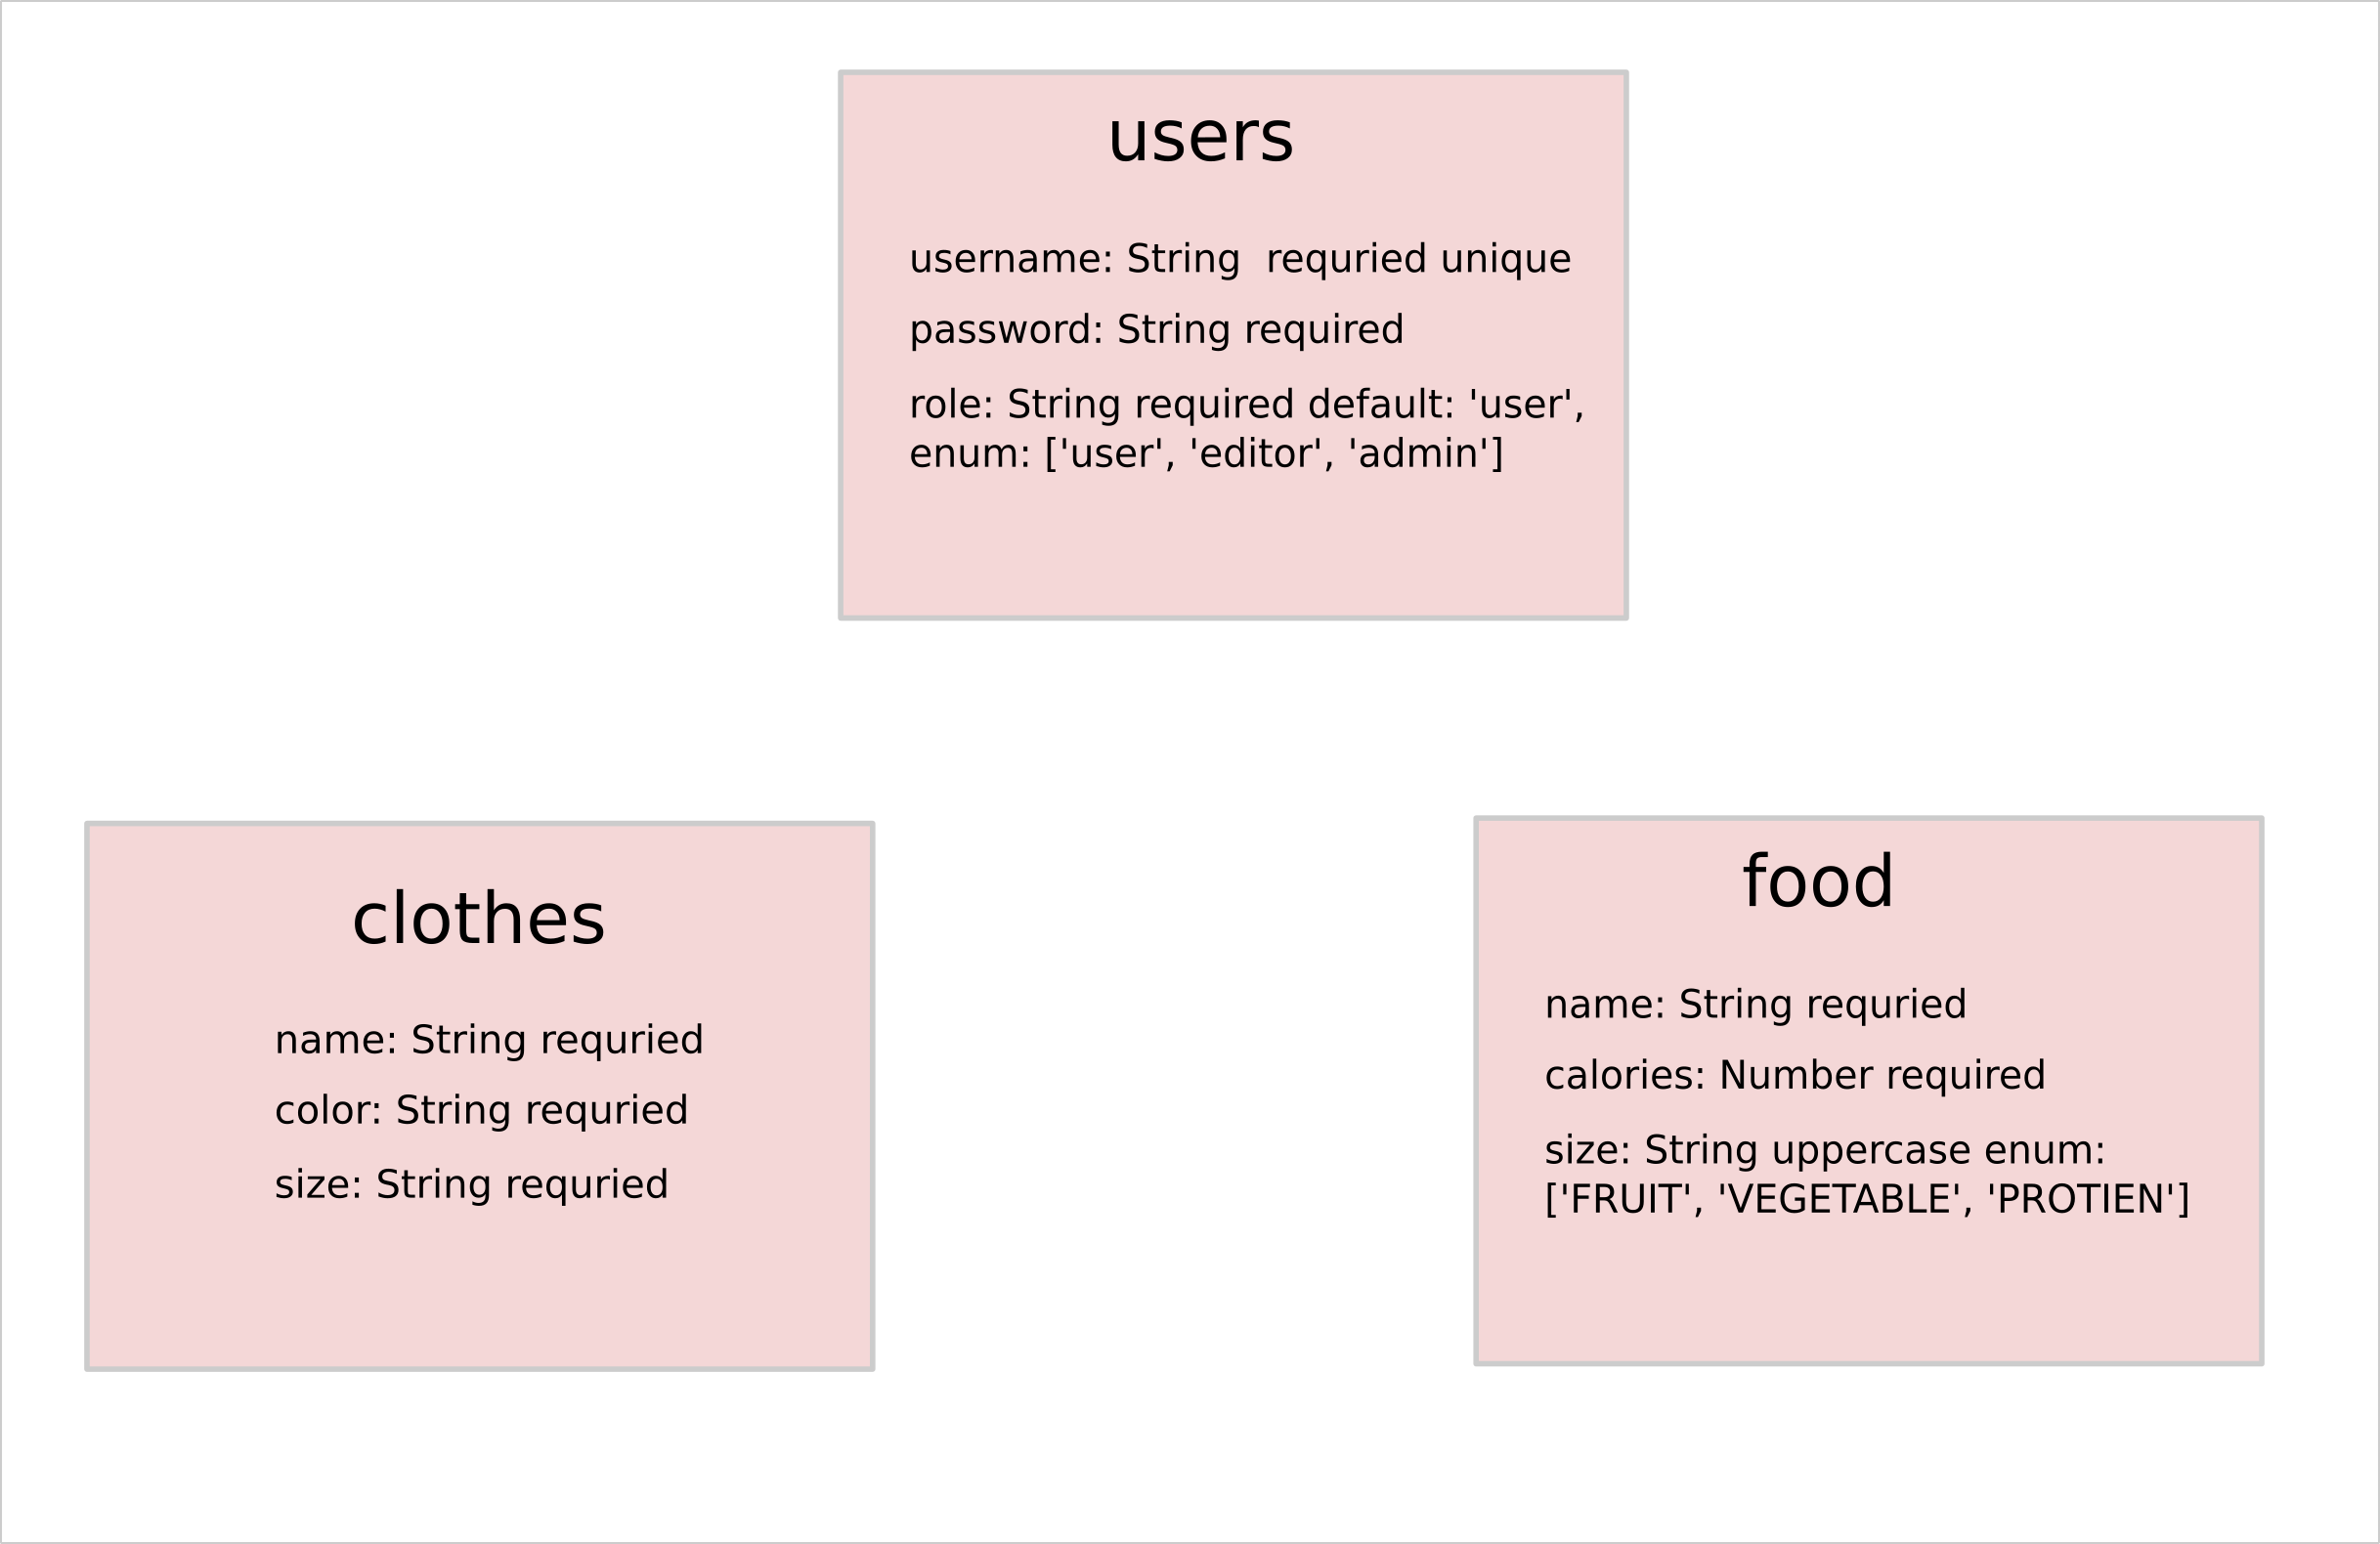 users
username: String  requried unique
password: String required
role: String required default: 'user',
enum: ['user', 'editor', 'admin']
clothes
name: String requried
color: String requried
size: String requried
food
name: String requried
calories: Number required
size: String uppercase enum:
['FRUIT', 'VEGETABLE', 'PROTIEN']